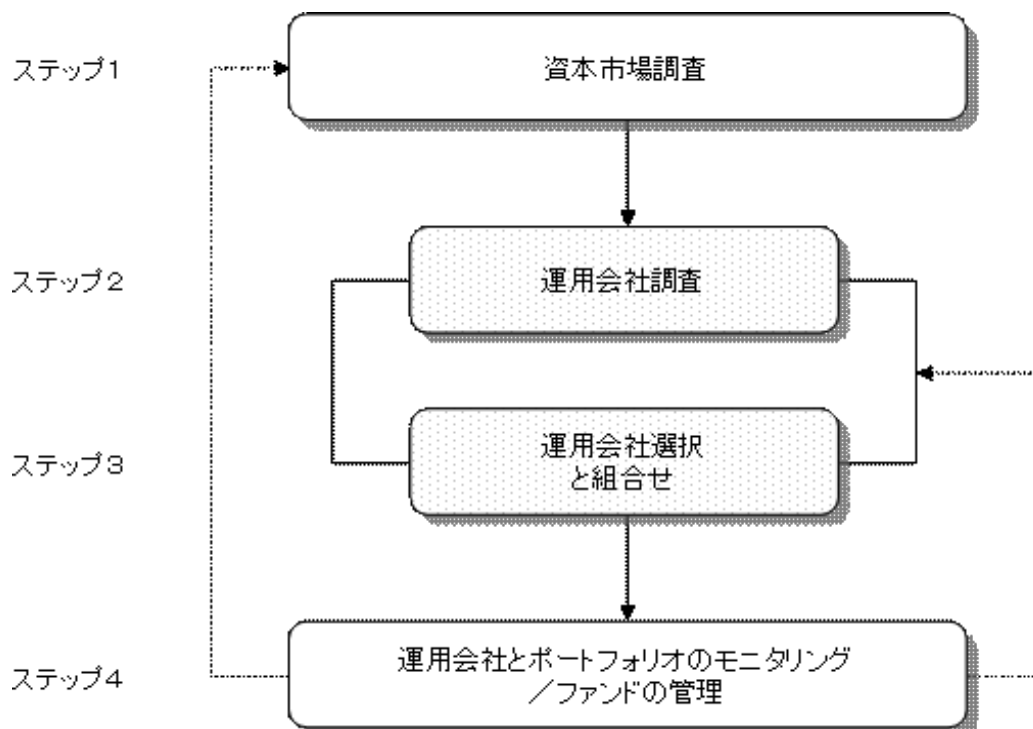 ステップ1
資本市場調査
ステップ2
運用会社調査
ステップ3
運用会社選択
と組合せ
ステップ4
運用会社とポートフォリオのモニタリング
／ファンドの管理